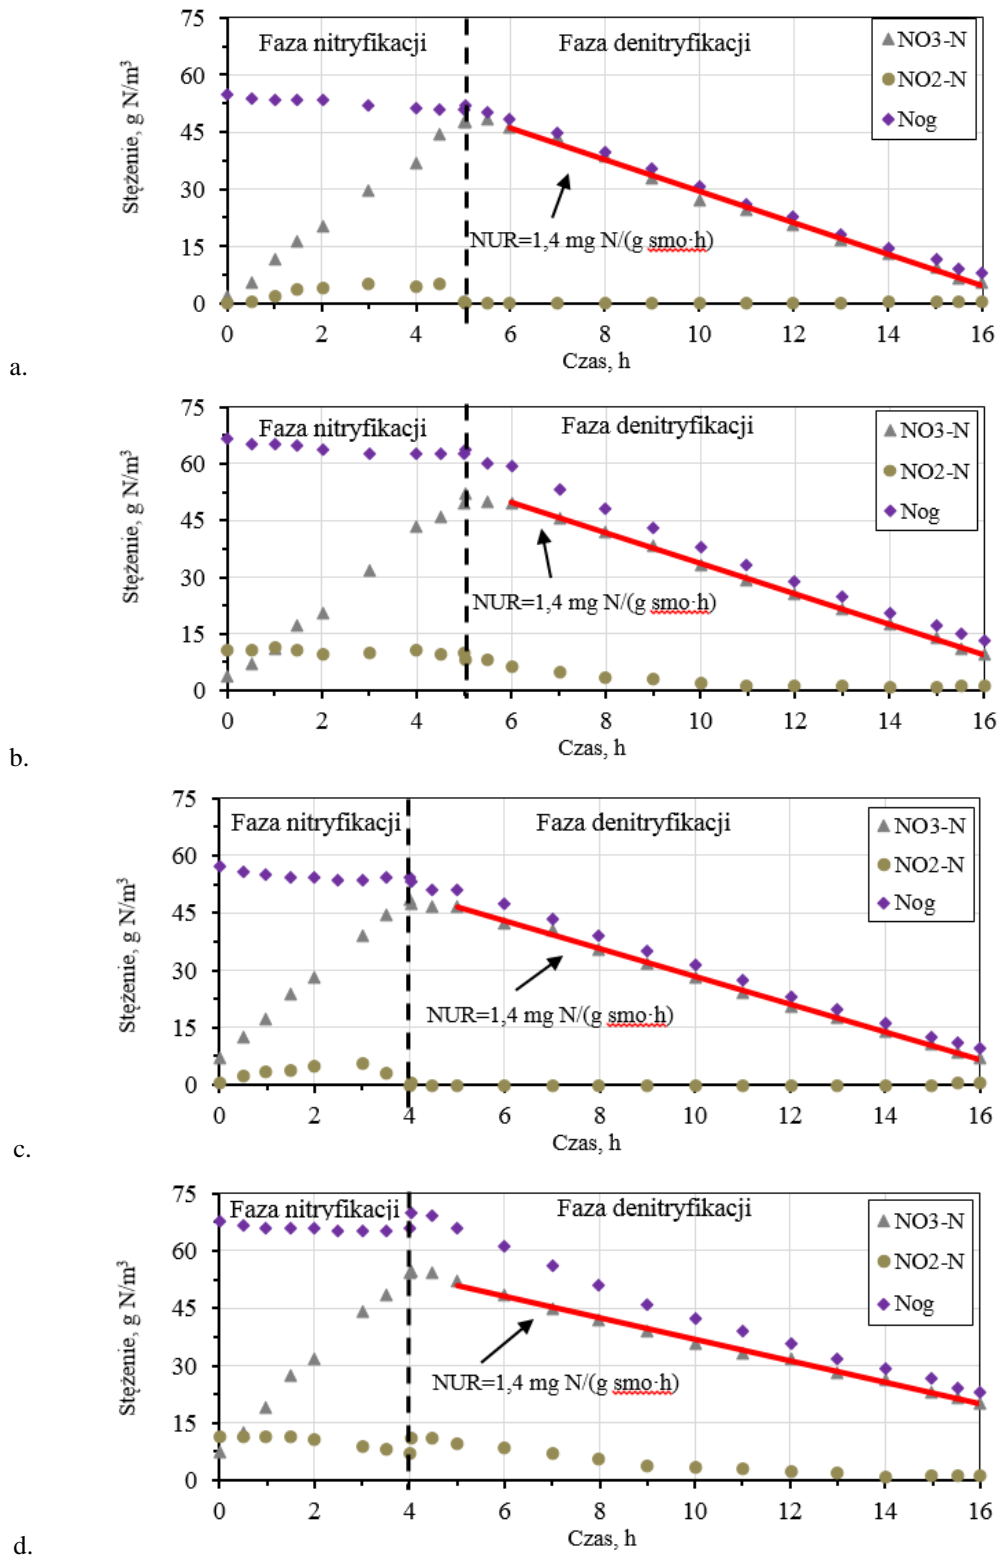 75
60
45
30
15
0
Stężenie, g N/m³
Faza nitryfikacji
Faza denitryfikacji
NO3-N
NO2-N
Nog
NUR=1,4 mg N/(g smo·h)
0 2 4 6 8 10 12 14 16
Czas, h
a.
75
60
45
30
15
0
Stężenie, g N/m³
Faza nitryfikacji
Faza denitryfikacji
NO3-N
NO2-N
Nog
NUR=1,4 mg N/(g smo·h)
0 2 4 6 8 10 12 14 16
Czas, h
b.
75
60
45
30
15
0
Stężenie, g N/m³
Faza nitryfikacji
Faza denitryfikacji
NO3-N
NO2-N
Nog
NUR=1,4 mg N/(g smo·h)
0 2 4 6 8 10 12 14 16
Czas, h
c.
75
60
45
30
15
0
Stężenie, g N/m³
Faza nitryfikacji
Faza denitryfikacji
NO3-N
NO2-N
Nog
NUR=1,4 mg N/(g smo·h)
0 2 4 6 8 10 12 14 16
Czas, h
d.